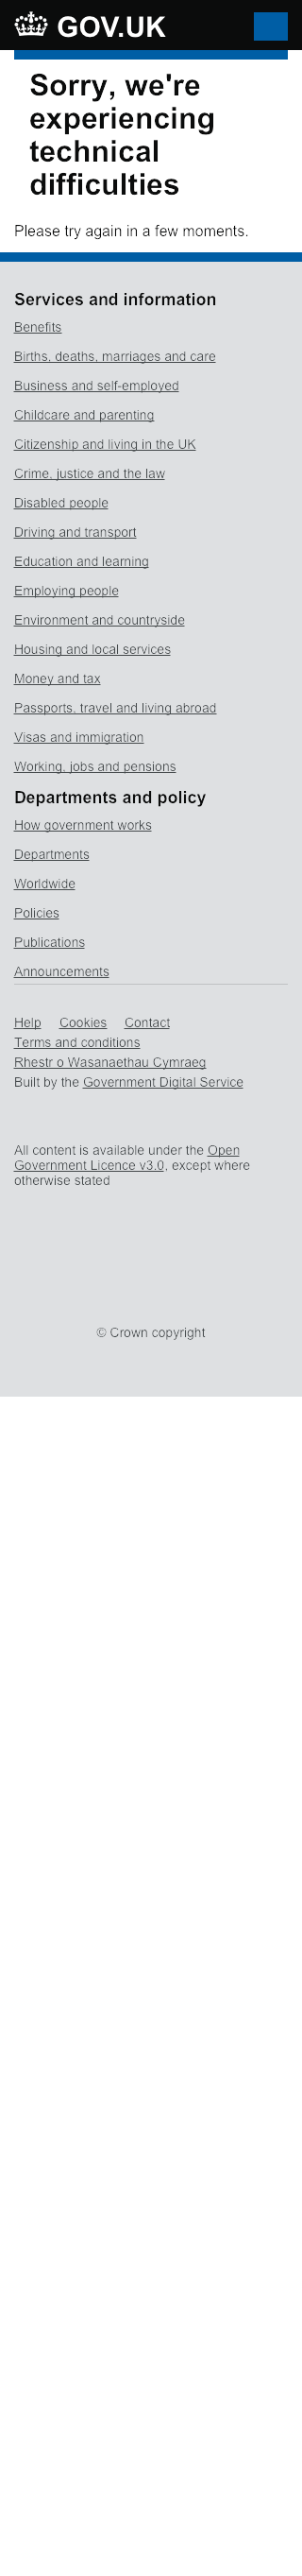 GOV.UK
Sorry, we're
experiencing
technical
difficulties
Please try again in a few moments.
Services and information
Benefits
Births, deaths, marriages and care
Business and self-employed
Childcare and parenting
Citizenship and living in the UK
Crime, justice and the law
Disabled people
Driving and transport
Education and learning
Employing people
Environment and countryside
Housing and local services
Money and tax
Passports, travel and living abroad
Visas and immigration
Working, jobs and pensions
Departments and policy
How government works
Departments
Worldwide
Policies
Publications
Announcements
Help Cookies Contact
Terms and conditions
Rhestr o Wasanaethau Cymraeg
Built by the Government Digital Service
All content is available under the Open
Government Licence v3.0, except where
otherwise stated
© Crown copyright